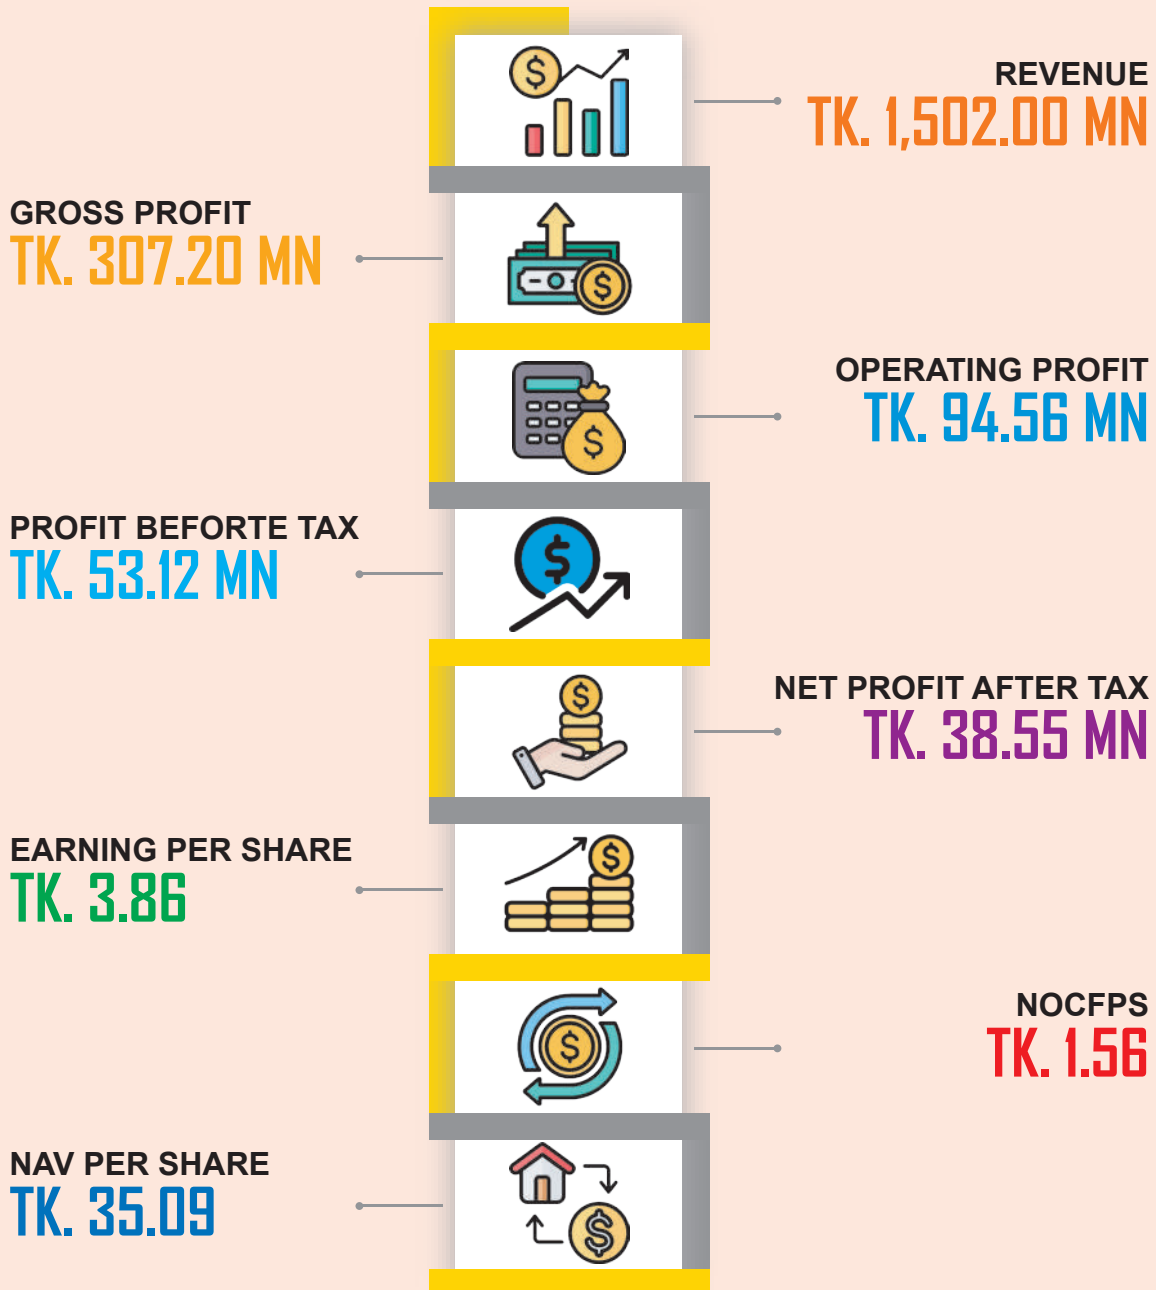 REVENUE
TK. 1,502.00 MN
GROSS PROFIT
TK. 307.20 MN
OPERATING PROFIT
TK. 94.56 MN
PROFIT BEFORTE TAX
TK. 53.12 MN
NET PROFIT AFTER TAX
TK. 38.55 MN
EARNING PER SHARE
TK. 3.86
NOCFPS
TK. 1.56
NAV PER SHARE
TK. 35.09